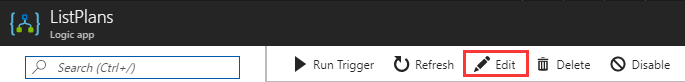 ListPlans
Logic app
Search (Ctrl+/)
Run Trigger Refresh Edit Delete Disable